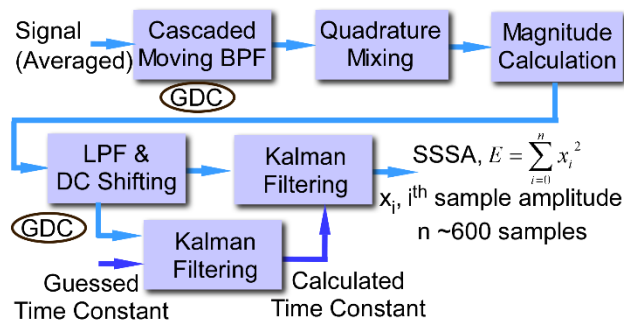 Signal
(Averaged)
Cascaded
Moving BPF
Quadrature
Mixing
Magnitude
Calculation
GDC
LPF &
DC Shifting
Kalman
Filtering
SSSA, E = \sum_{i=0}^{n} x_i^2
x_i, i^{th} sample amplitude
n ~600 samples
GDC
Kalman
Filtering
Guessed
Time Constant
Calculated
Time Constant